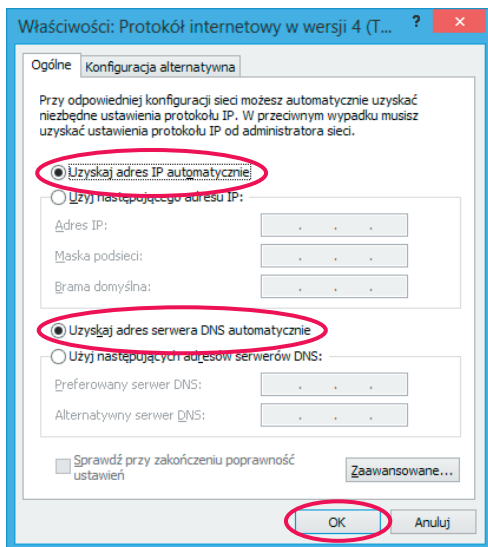 Właściwości: Protokół internetowy w wersji 4 (T...
Ogólne
Konfiguracja alternatywna
Przy odpowiedniej konfiguracji sieci możesz automatycznie uzyskać
niezbędne ustawienia protokołu IP. W przeciwnym wypadku musisz
uzyskać ustawienia protokołu IP od administratora sieci.
Uzyskaj adres IP automatycznie
Użyj następującego adresu IP:
Adres IP:
Maska podsieci:
Brama domyślna:
Uzyskaj adres serwera DNS automatycznie
Użyj następujących adresów serwerów DNS:
Preferowany serwer DNS:
Alternatywny serwer DNS:
Sprawdź przy zakończeniu poprawność
ustawień
Zaawansowane...
OK
Anuluj